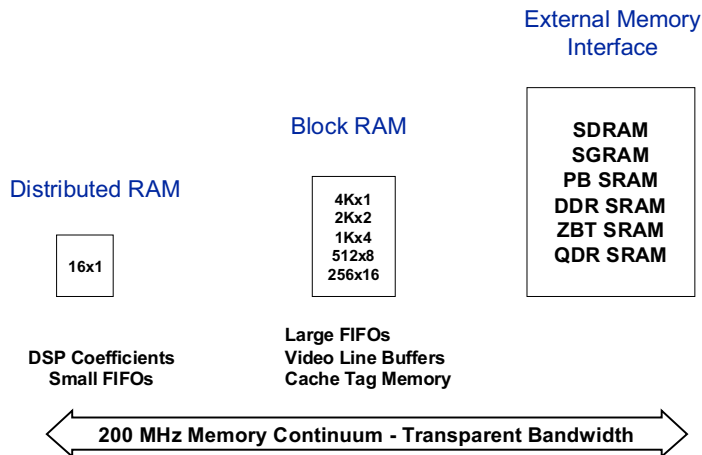 External Memory
Interface
SDRAM
SGRAM
PB SRAM
DDR SRAM
ZBT SRAM
QDR SRAM
Block RAM
4Kx1
2Kx2
1Kx4
512x8
256x16
Large FIFOs
Video Line Buffers
Cache Tag Memory
Distributed RAM
16x1
DSP Coefficients
Small FIFOs
200 MHz Memory Continuum - Transparent Bandwidth